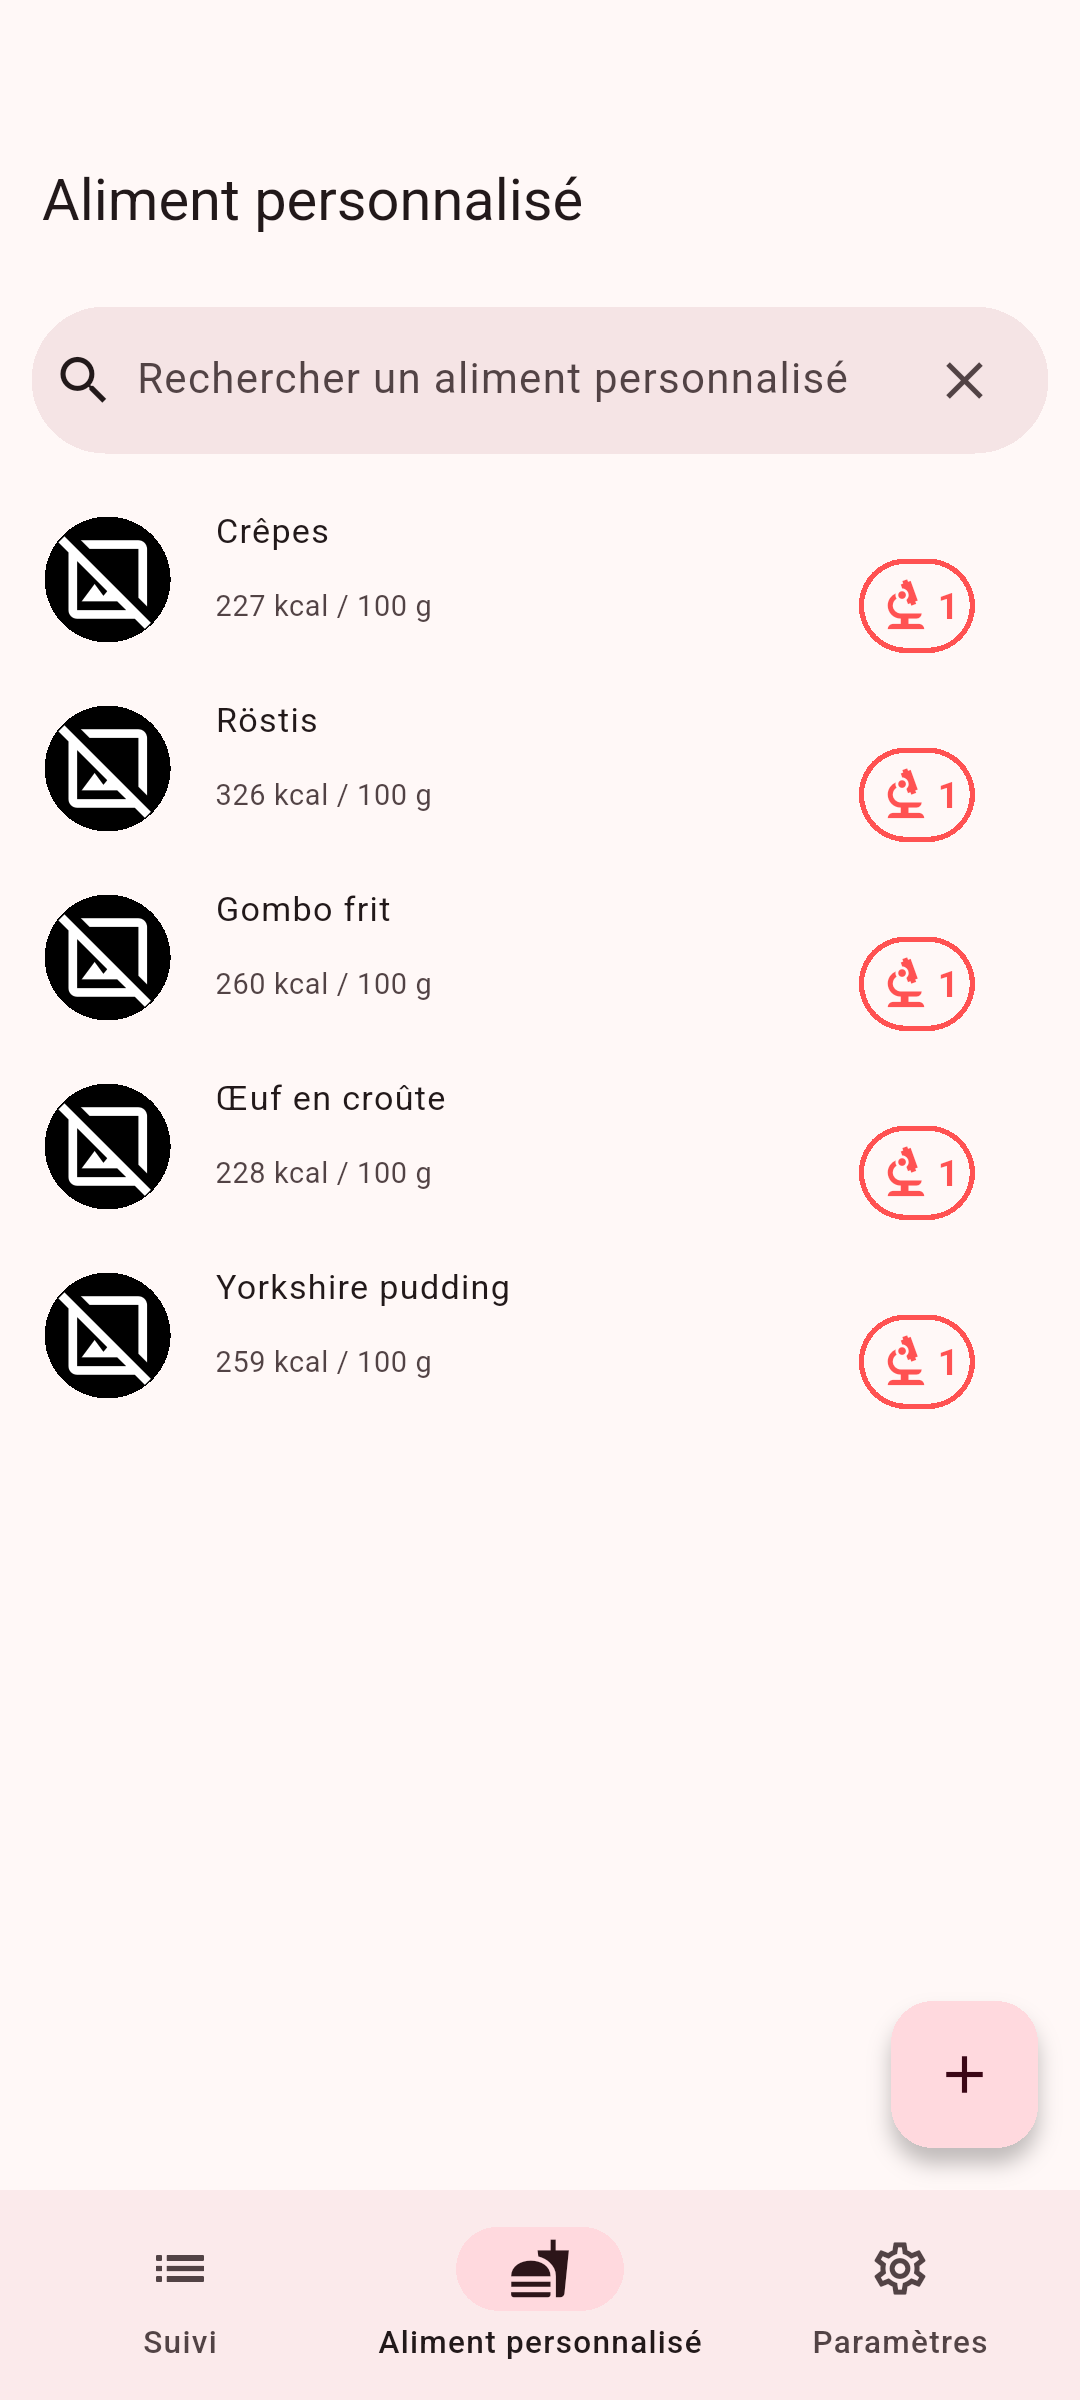 Aliment personnalisé
Rechercher un aliment personnalisé
Crêpes
227 kcal / 100 g
1
Röstis
326 kcal / 100 g
1
Gombo frit
260 kcal / 100 g
1
Œuf en croûte
228 kcal / 100 g
1
Yorkshire pudding
259 kcal / 100 g
1
Suivi
Aliment personnalisé
Paramètres